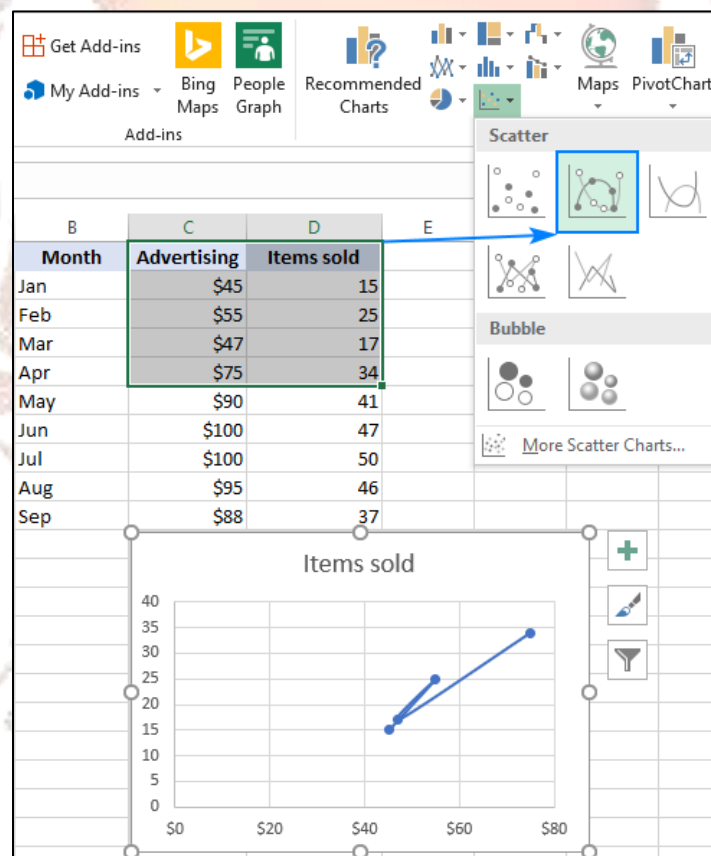 Get Add-ins
My Add-ins
Bing Maps
People Graph
Add-ins
Recommended Charts
Maps
PivotChart
Scatter
Bubble
More Scatter Charts...
B C D E
Month Advertising Items sold
Jan $45 15
Feb $55 25
Mar $47 17
Apr $75 34
May $90 41
Jun $100 47
Jul $100 50
Aug $95 46
Sep $88 37
Items sold
40
35
30
25
20
15
10
5
0
$0 $20 $40 $60 $80